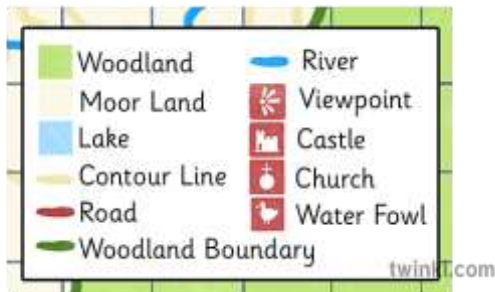 Woodland
Moor Land
Lake
Contour Line
Road
Woodland Boundary
River
Viewpoint
Castle
Church
Water Fowl
twinkl.com